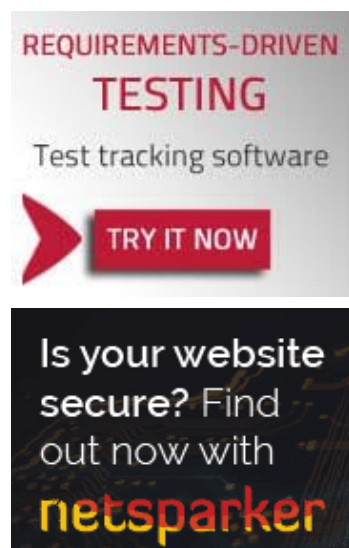 REQUIREMENTS-DRIVEN
TESTING
Test tracking software
TRY IT NOW
Is your website
secure? Find
out now with
netsparker